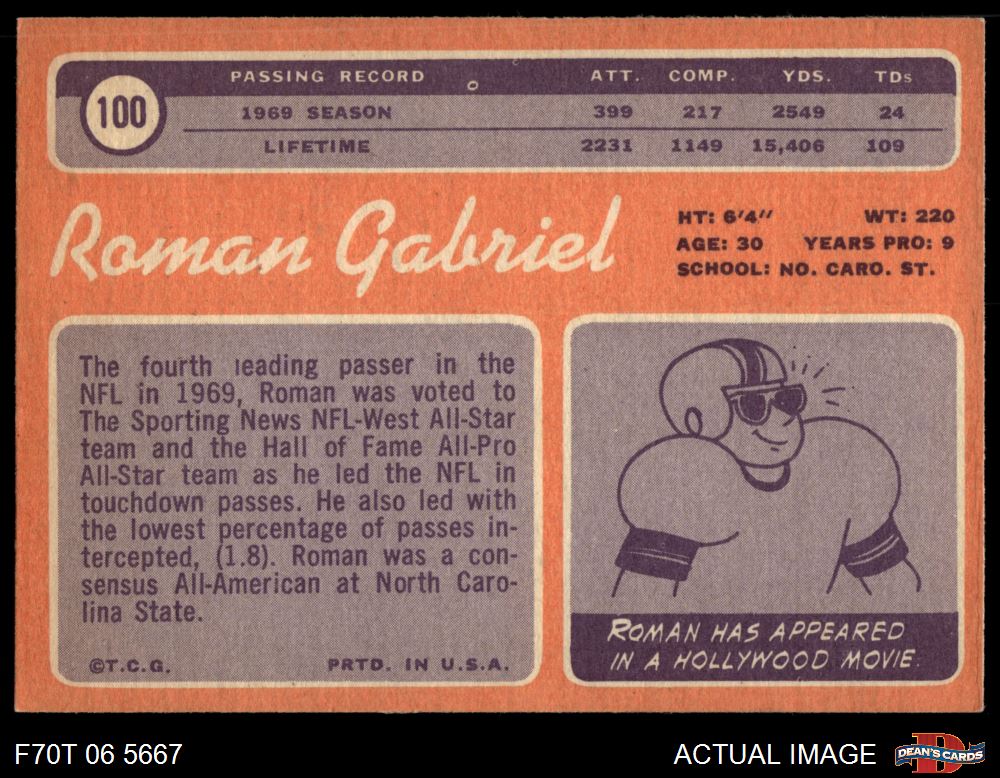 100
PASSING RECORD ATT. COMP. YDS. TDs
1969 SEASON 399 217 2549 24
LIFETIME 2231 1149 15,406 109
Roman Gabriel
HT: 6'4" WT: 220
AGE: 30 YEARS PRO: 9
SCHOOL: NO. CARO. ST.
The fourth leading passer in the
NFL in 1969, Roman was voted to
The Sporting News NFL-West All-Star
team and the Hall of Fame All-Pro
All-Star team as he led the NFL in
touchdown passes. He also led with
the lowest percentage of passes in-
tercepted, (1.8). Roman was a con-
sensus All-American at North Caro-
lina State.
©T.C.G. PRTD. IN U.S.A.
ROMAN HAS APPEARED
IN A HOLLYWOOD MOVIE.
F70T 06 5667
ACTUAL IMAGE
DEAN'S CARDS